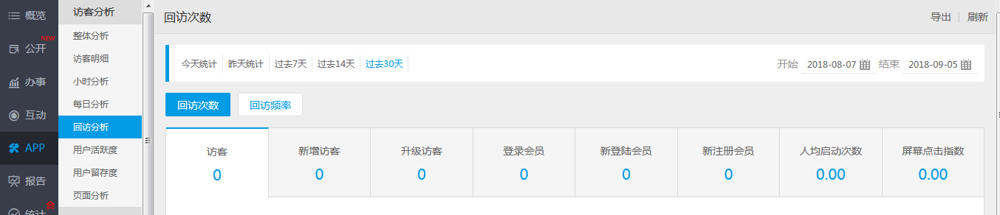 概览
公开
NEW
办事
互动
APP
报告
统计
访客分析
整体分析
访客明细
小时分析
每日分析
回访分析
用户活跃度
用户留存度
页面分析
回访次数
导出 | 刷新
今天统计 昨天统计 过去7天 过去14天 过去30天
开始 2018-08-07 结束 2018-09-05
回访次数 回访频率
访客 新增访客 升级访客 登录会员 新登陆会员 新注册会员 人均启动次数 屏幕点击指数
0 0 0 0 0 0 0.00 0.00